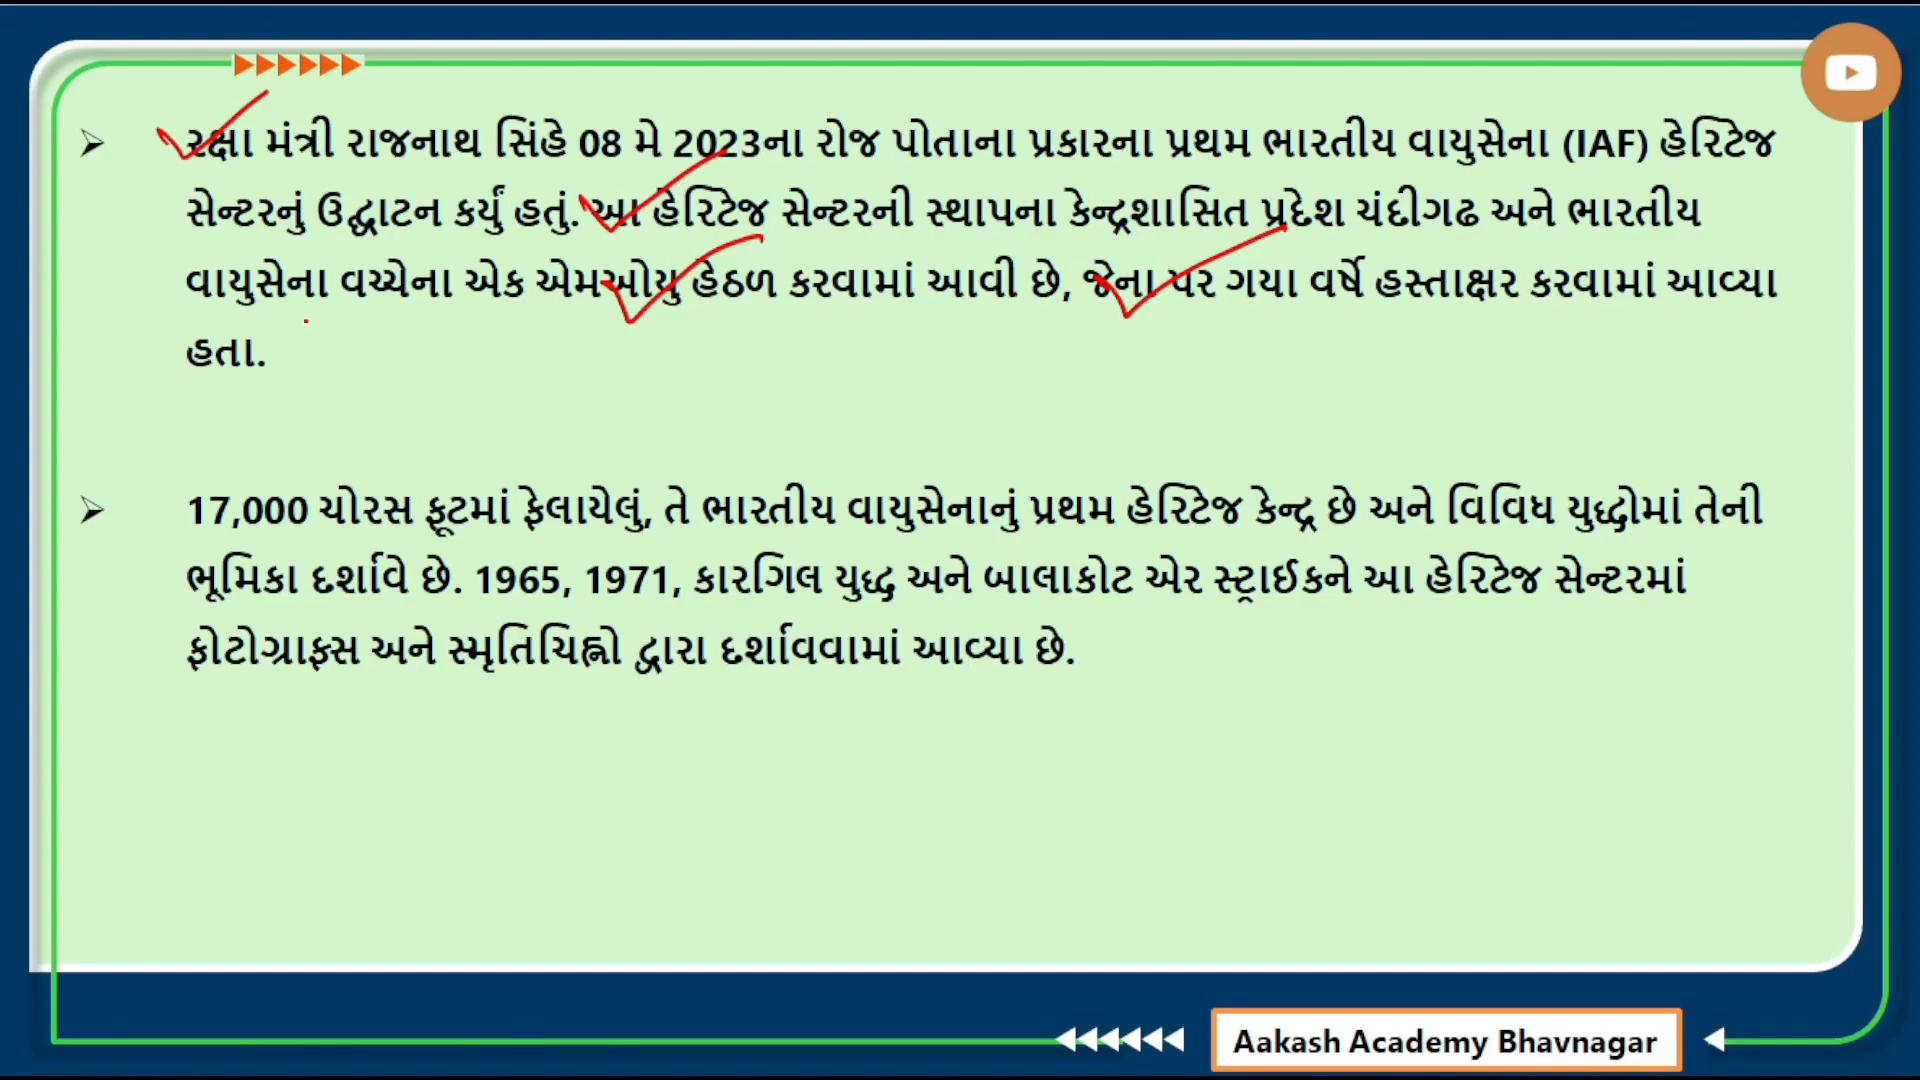 રક્ષા મંત્રી રાજનાથ સિંહે 08 મે 2023ના રોજ પોતાના પ્રકારના પ્રથમ ભારતીય વાયુસેના (IAF) હેરિટેજ
સેન્ટરનું ઉદ્ઘાટન કર્યું હતું. આ હેરિટેજ સેન્ટરની સ્થાપના કેન્દ્રશાસિત પ્રદેશ ચંદીગઢ અને ભારતીય
વાયુસેના વચ્ચેના એક એમઓયુ હેઠળ કરવામાં આવી છે, જેના પર ગયા વર્ષે હસ્તાક્ષર કરવામાં આવ્યા
હતા.
17,000 ચોરસ ફૂટમાં ફેલાયેલું, તે ભારતીય વાયુસેનાનું પ્રથમ હેરિટેજ કેન્દ્ર છે અને વિવિધ યુદ્ધોમાં તેની
ભૂમિકા દર્શાવે છે. 1965, 1971, કારગિલ યુદ્ધ અને બાલાકોટ એર સ્ટ્રાઈકને આ હેરિટેજ સેન્ટરમાં
ફોટોગ્રાફ્સ અને સ્મૃતિચિહ્નો દ્વારા દર્શાવવામાં આવ્યા છે.
Aakash Academy Bhavnagar